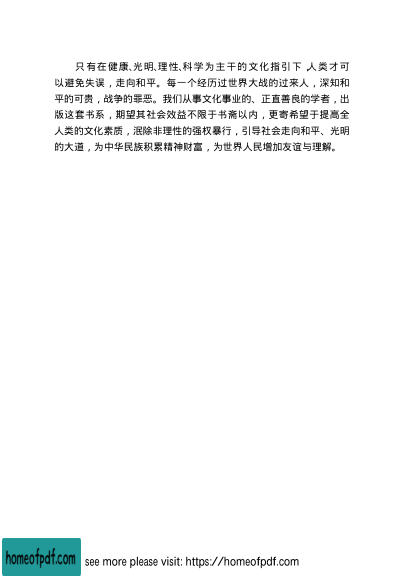 只有在健康、光明、理性、科学为主干的文化指引下,人类才可
以避免失误，走向和平。每一个经历过世界大战的过来人，深知和
平的可贵，战争的罪恶。我们从事文化事业的、正直善良的学者，出
版这套书系，期望其社会效益不限于书斋以内，更寄希望于提高全
人类的文化素质，泯除非理性的强权暴行，引导社会走向和平、光明
的大道，为中华民族积累精神财富，为世界人民增加友谊与理解。
homeofpdf.com
see more please visit: https://homeofpdf.com